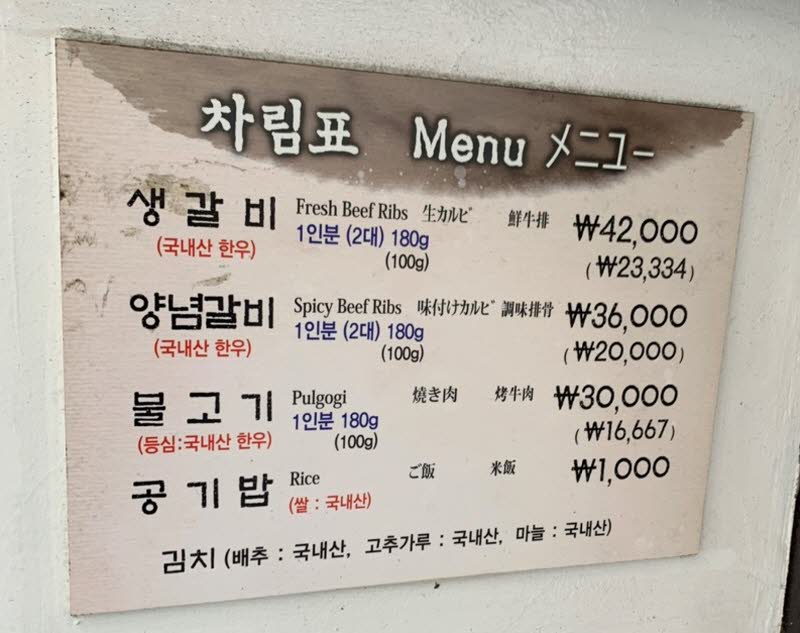 차림표 Menu メニュー
생갈비 Fresh Beef Ribs 生カルビ 鮮牛排 ₩42,000
(국내산 한우) 1인분 (2대) 180g
(100g) (₩23,334)
양념갈비 Spicy Beef Ribs 味付けカルビ 調味排骨 ₩36,000
(국내산 한우) 1인분 (2대) 180g
(100g) (₩20,000)
불고기 Pulgogi 燒き肉 烤牛肉 ₩30,000
(등심:국내산 한우) 1인분 180g
(100g) (₩16,667)
공기밥 Rice ご飯 米飯 ₩1,000
(쌀 : 국내산)
김치 (배추 : 국내산, 고추가루 : 국내산, 마늘 : 국내산)